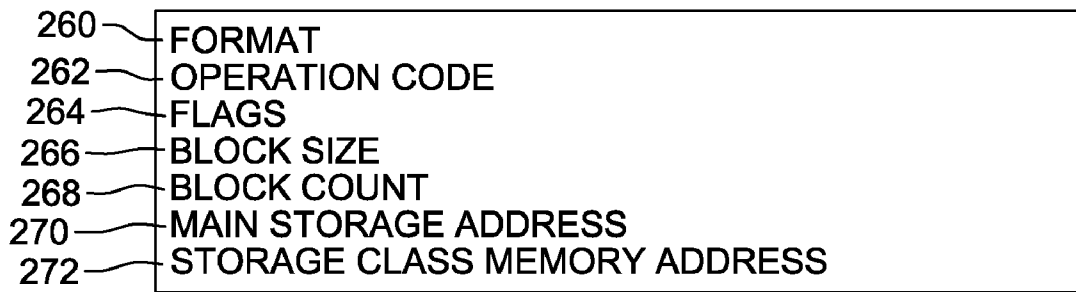 260 FORMAT
262 OPERATION CODE
264 FLAGS
266 BLOCK SIZE
268 BLOCK COUNT
270 MAIN STORAGE ADDRESS
272 STORAGE CLASS MEMORY ADDRESS